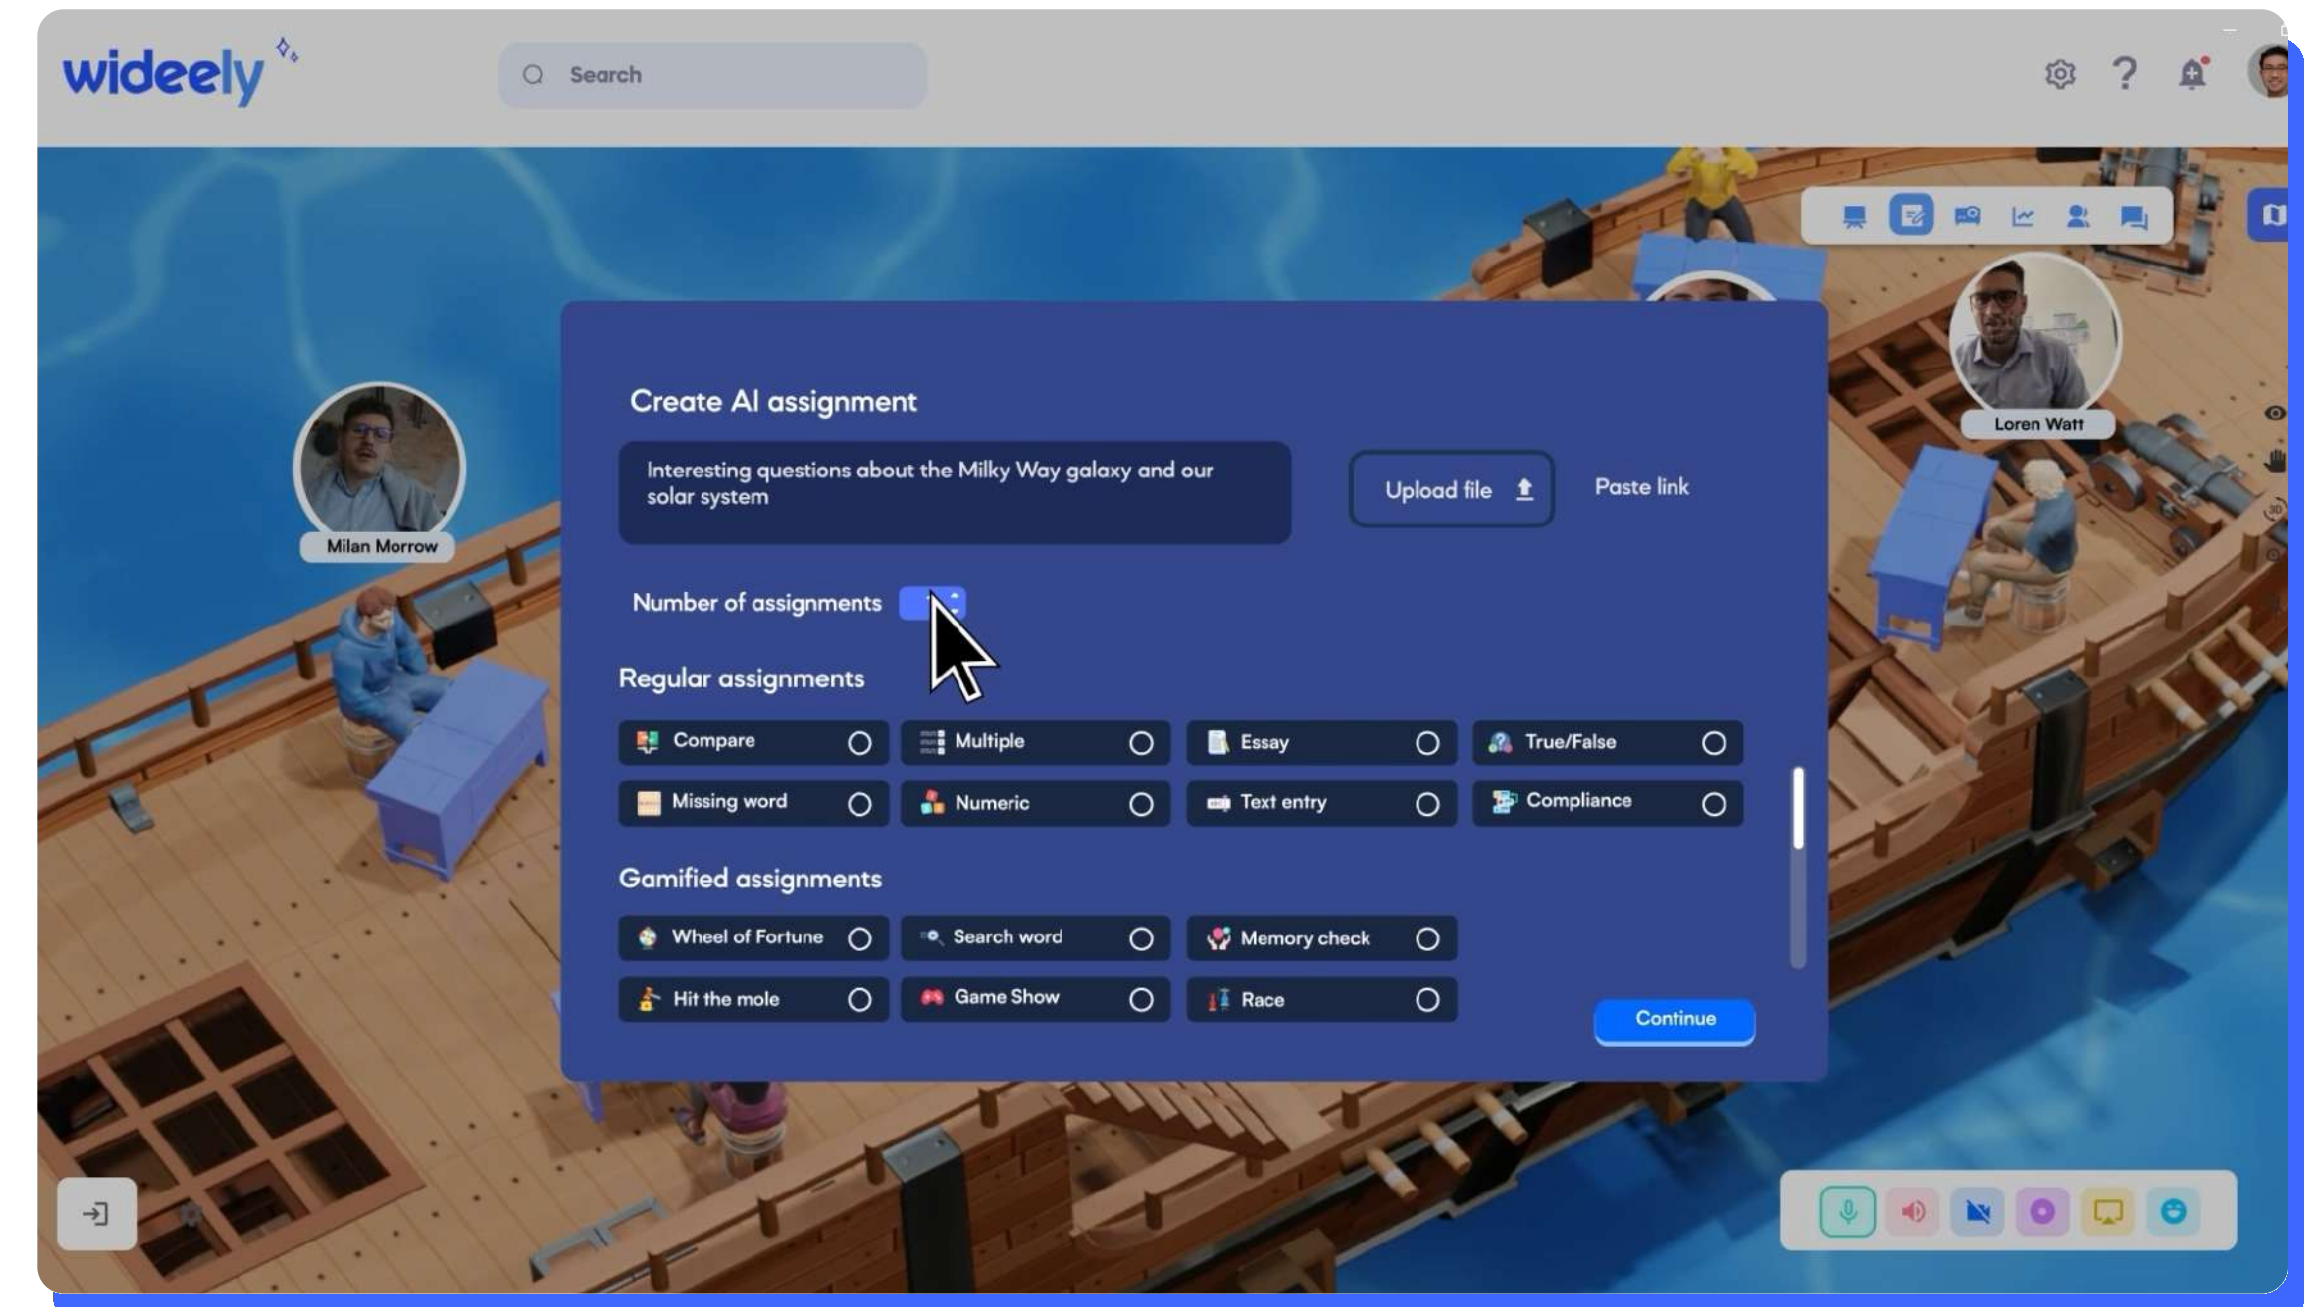 wideely
Search
Create AI assignment
Interesting questions about the Milky Way galaxy and our
solar system
Upload file
Paste link
Loren Watt
Milan Morrow
Number of assignments
Regular assignments
Compare
Multiple
Essay
True/False
Missing word
Numeric
Text entry
Compliance
Gamified assignments
Wheel of Fortune
Search word
Memory check
Hit the mole
Game Show
Race
Continue